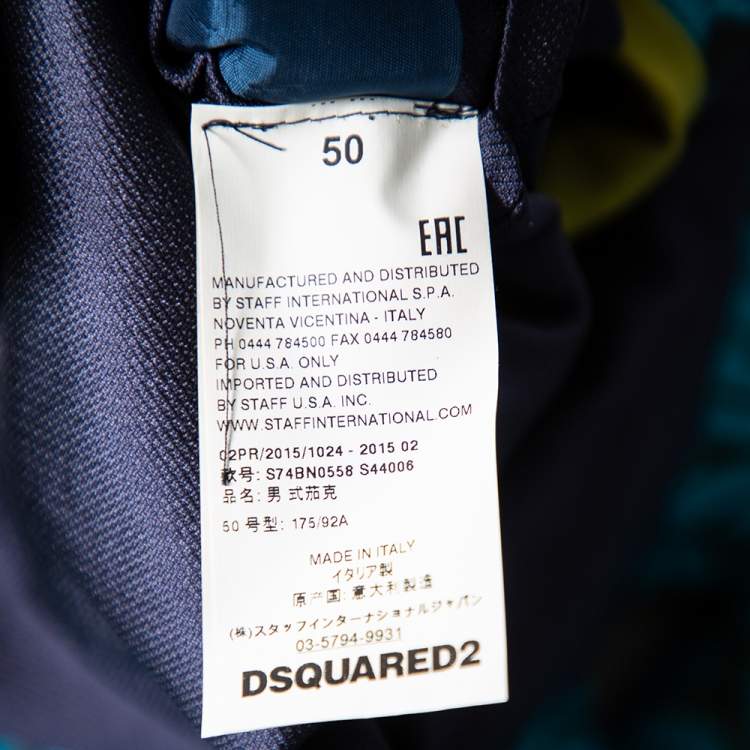 50
EAC
MANUFACTURED AND DISTRIBUTED
BY STAFF INTERNATIONAL S.P.A.
NOVENTA VICENTINA - ITALY
PH 0444 784500 FAX 0444 784580
FOR U.S.A. ONLY
IMPORTED AND DISTRIBUTED
BY STAFF U.S.A. INC.
WWW.STAFFINTERNATIONAL.COM
02PR/2015/1024 - 2015 02
款号: S74BN0558 S44006
品名: 男 式茄克
50 号型: 175/92A
MADE IN ITALY
イタリア製
原产国: 意大利製造
(株)スタッフインターナショナルジャパン
03-5794-9931
DSQUARED2